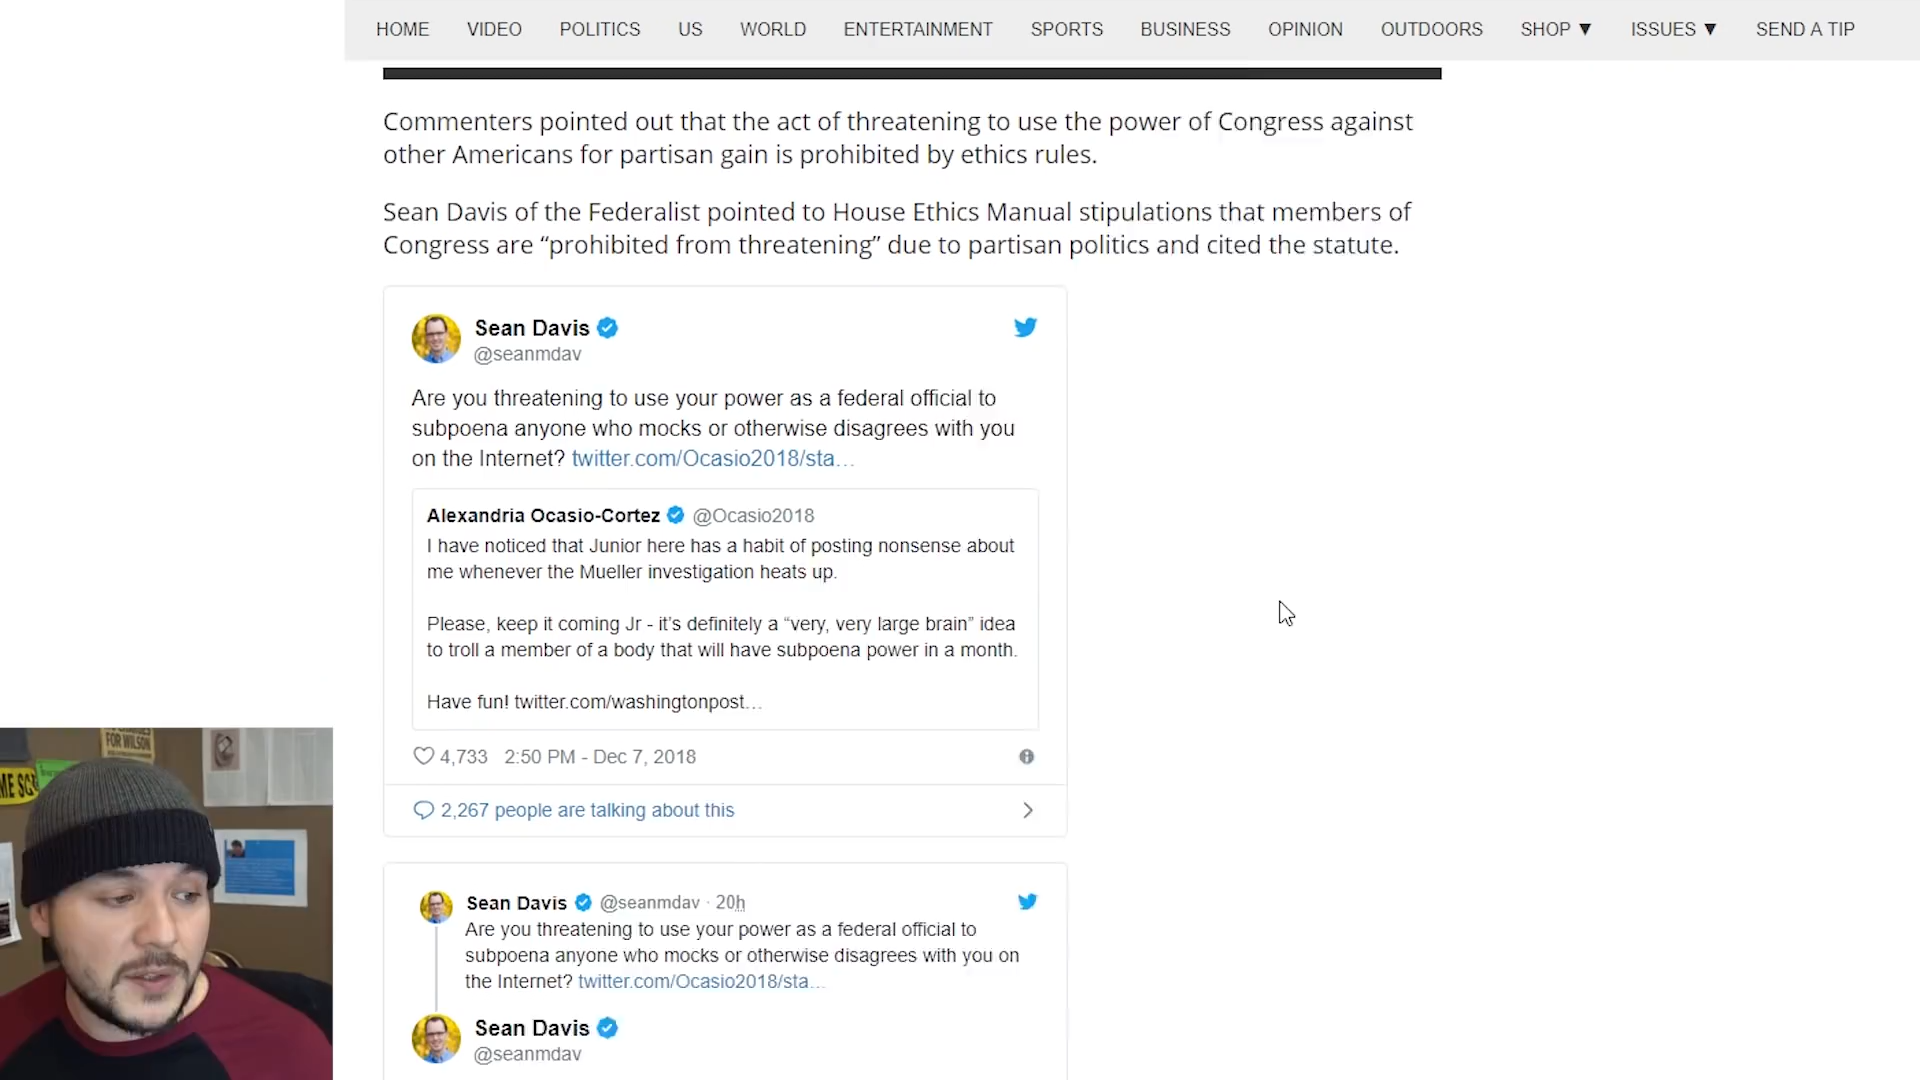 HOME VIDEO POLITICS US WORLD ENTERTAINMENT SPORTS BUSINESS OPINION OUTDOORS SHOP ▼ ISSUES ▼ SEND A TIP
Commenters pointed out that the act of threatening to use the power of Congress against
other Americans for partisan gain is prohibited by ethics rules.
Sean Davis of the Federalist pointed to House Ethics Manual stipulations that members of
Congress are “prohibited from threatening” due to partisan politics and cited the statute.
Sean Davis
@seanmdav
Are you threatening to use your power as a federal official to
subpoena anyone who mocks or otherwise disagrees with you
on the Internet? twitter.com/Ocasio2018/sta…
Alexandria Ocasio-Cortez @Ocasio2018
I have noticed that Junior here has a habit of posting nonsense about
me whenever the Mueller investigation heats up.
Please, keep it coming Jr - it’s definitely a “very, very large brain” idea
to troll a member of a body that will have subpoena power in a month.
Have fun! twitter.com/washingtonpost…
4,733 2:50 PM - Dec 7, 2018
2,267 people are talking about this
Sean Davis @seanmdav · 20h
Are you threatening to use your power as a federal official to
subpoena anyone who mocks or otherwise disagrees with you on
the Internet? twitter.com/Ocasio2018/sta…
Sean Davis
@seanmdav
FOR WILSON
ME SQ